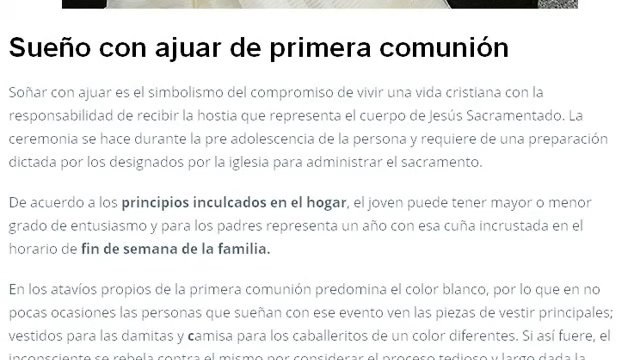 Sueño con ajuar de primera comunión
Soñar con ajuar es el simbolismo del compromiso de vivir una vida cristiana con la
responsabilidad de recibir la hostia que representa el cuerpo de Jesús Sacramentado. La
ceremonia se hace durante la pre adolescencia de la persona y requiere de una preparación
dictada por los designados por la iglesia para administrar el sacramento.
De acuerdo a los principios inculcados en el hogar, el joven puede tener mayor o menor
grado de entusiasmo y para los padres representa un año con esa cuña incrustada en el
horario de fin de semana de la familia.
En los atavíos propios de la primera comunión predomina el color blanco, por lo que en no
pocas ocasiones las personas que sueñan con ese evento ven las piezas de vestir principales;
vestidos para las damitas y camisa para los caballeritos de un color diferentes. Si así fuere, el
inconsciente se rebela contra el mismo por considerar el proceso tedioso y largo dada la